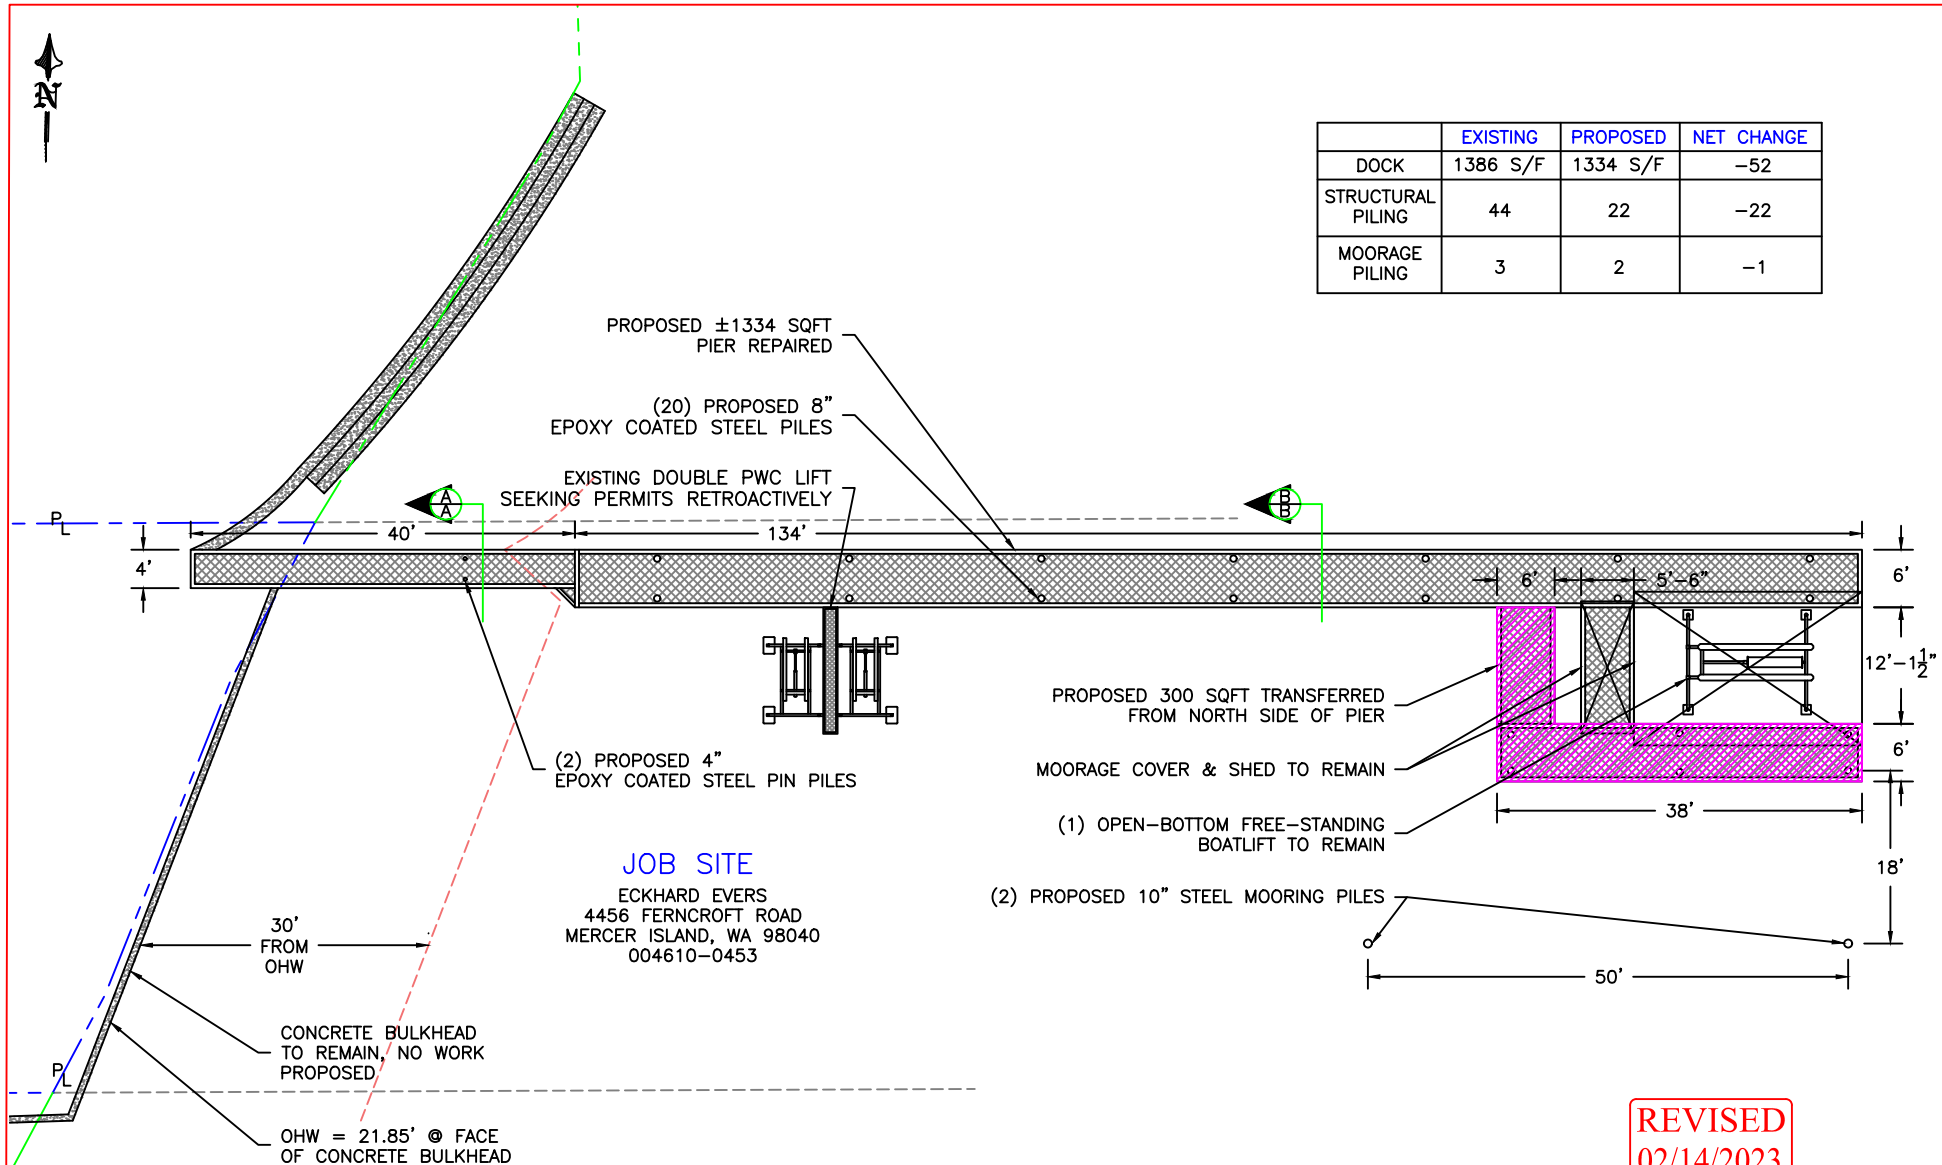 N
EXISTING PROPOSED NET CHANGE
DOCK 1386 S/F 1334 S/F −52
STRUCTURAL
PILING 44 22 −22
MOORAGE
PILING 3 2 −1
PROPOSED ±1334 SQFT
PIER REPAIRED
(20) PROPOSED 8"
EPOXY COATED STEEL PILES
EXISTING DOUBLE PWC LIFT
SEEKING PERMITS RETROACTIVELY
A
A
B
B
PL
40'
134'
4'
6'
6'
5'-6"
12'-1 1/2"
PROPOSED 300 SQFT TRANSFERRED
FROM NORTH SIDE OF PIER
(2) PROPOSED 4"
EPOXY COATED STEEL PIN PILES
MOORAGE COVER & SHED TO REMAIN
6'
38'
(1) OPEN-BOTTOM FREE-STANDING
BOATLIFT TO REMAIN
18'
JOB SITE
ECKHARD EVERS
4456 FERNCROFT ROAD
MERCER ISLAND, WA 98040
004610-0453
(2) PROPOSED 10" STEEL MOORING PILES
50'
30'
FROM
OHW
CONCRETE BULKHEAD
TO REMAIN, NO WORK
PROPOSED
PL
OHW = 21.85' @ FACE
OF CONCRETE BULKHEAD
REVISED
02/14/2023